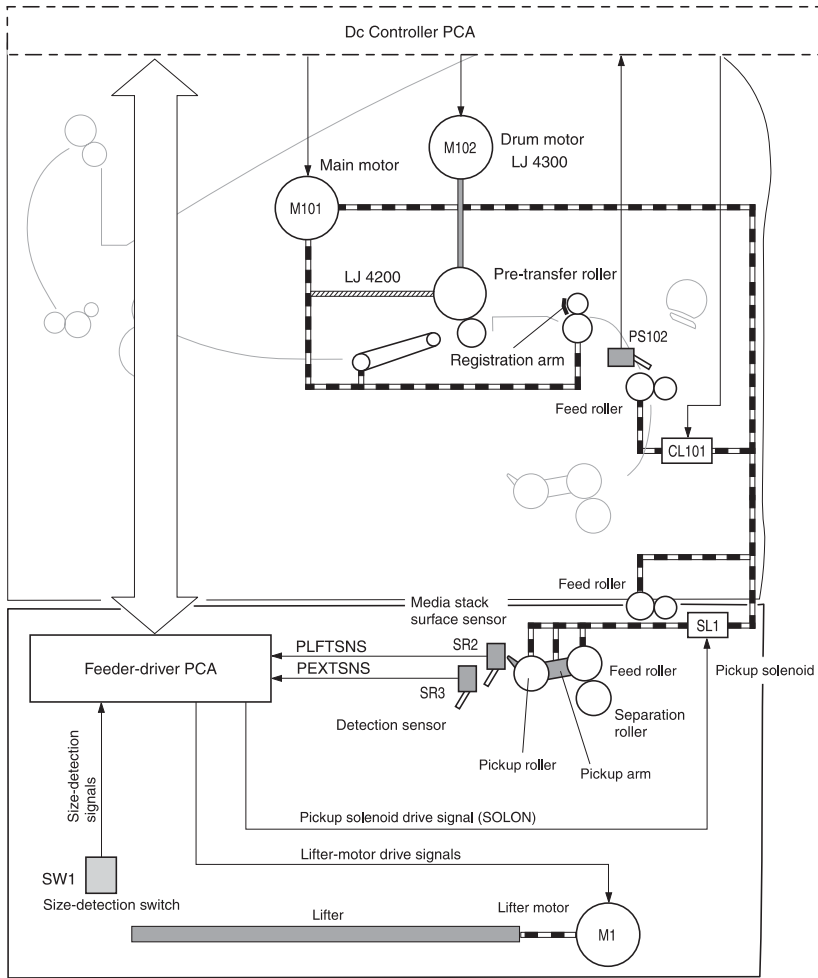 Dc Controller PCA
M102
Drum motor
LJ 4300
Main motor
M101
LJ 4200
Pre-transfer roller
Registration arm
PS102
Feed roller
CL101
Feed roller
Media stack
surface sensor
SL1
Pickup solenoid
Feeder-driver PCA
PLFTSNS
SR2
PEXTSNS
SR3
Feed roller
Separation
roller
Detection sensor
Pickup roller
Pickup arm
Size-detection
signals
Pickup solenoid drive signal (SOLON)
Lifter-motor drive signals
SW1
Size-detection switch
Lifter
Lifter motor
M1